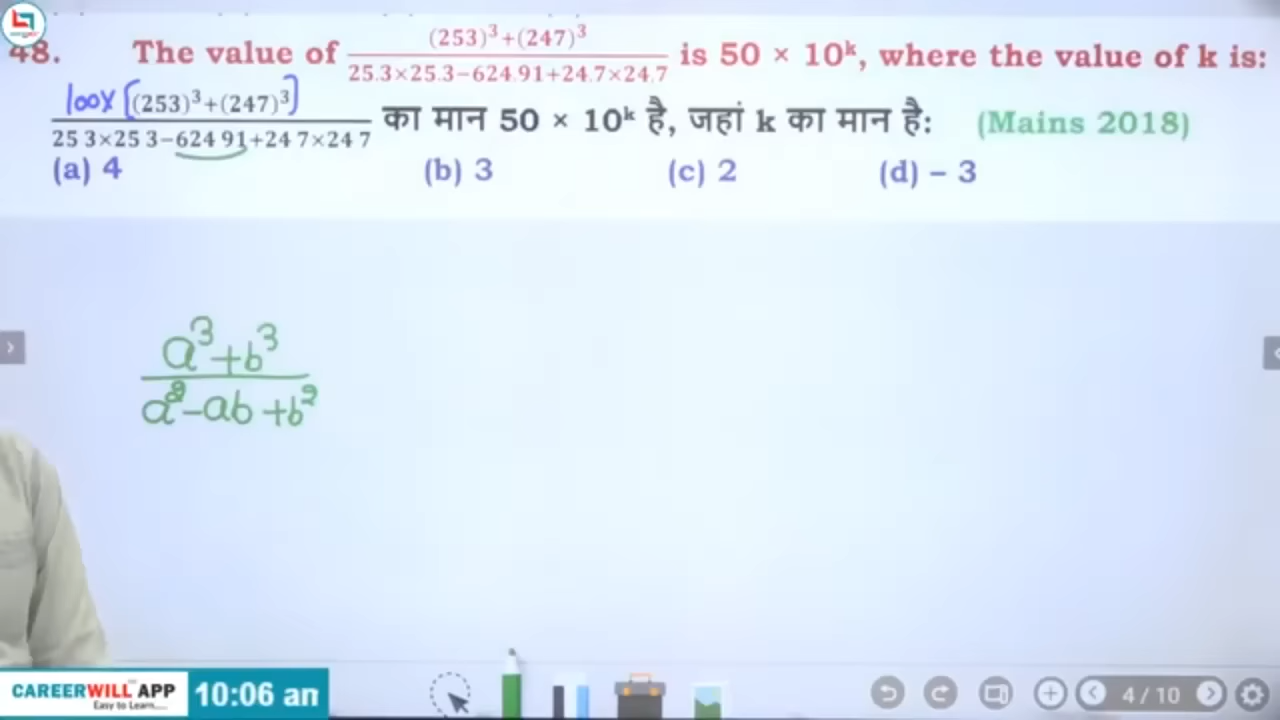 48. The value of (253)³+(247)³ / 25.3×25.3−624.91+24.7×24.7 is 50 × 10ᵏ, where the value of k is:
100× [(253)³+(247)³] / 25 3×25 3−624 91+24 7×24 7 का मान 50 × 10ᵏ है, जहां k का मान है: (Mains 2018)
(a) 4 (b) 3 (c) 2 (d) – 3
a³+b³
a²-ab+b²
CAREERWILL APP
Easy to Learn.....
10:06 an
4 / 10